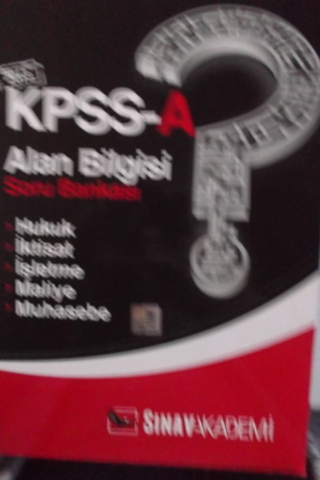 KPSS-A
Alan Bilgisi
Soru Bankası
Hukuk
İktisat
İşletme
Maliye
Muhasebe
SINAVAKADEMİ